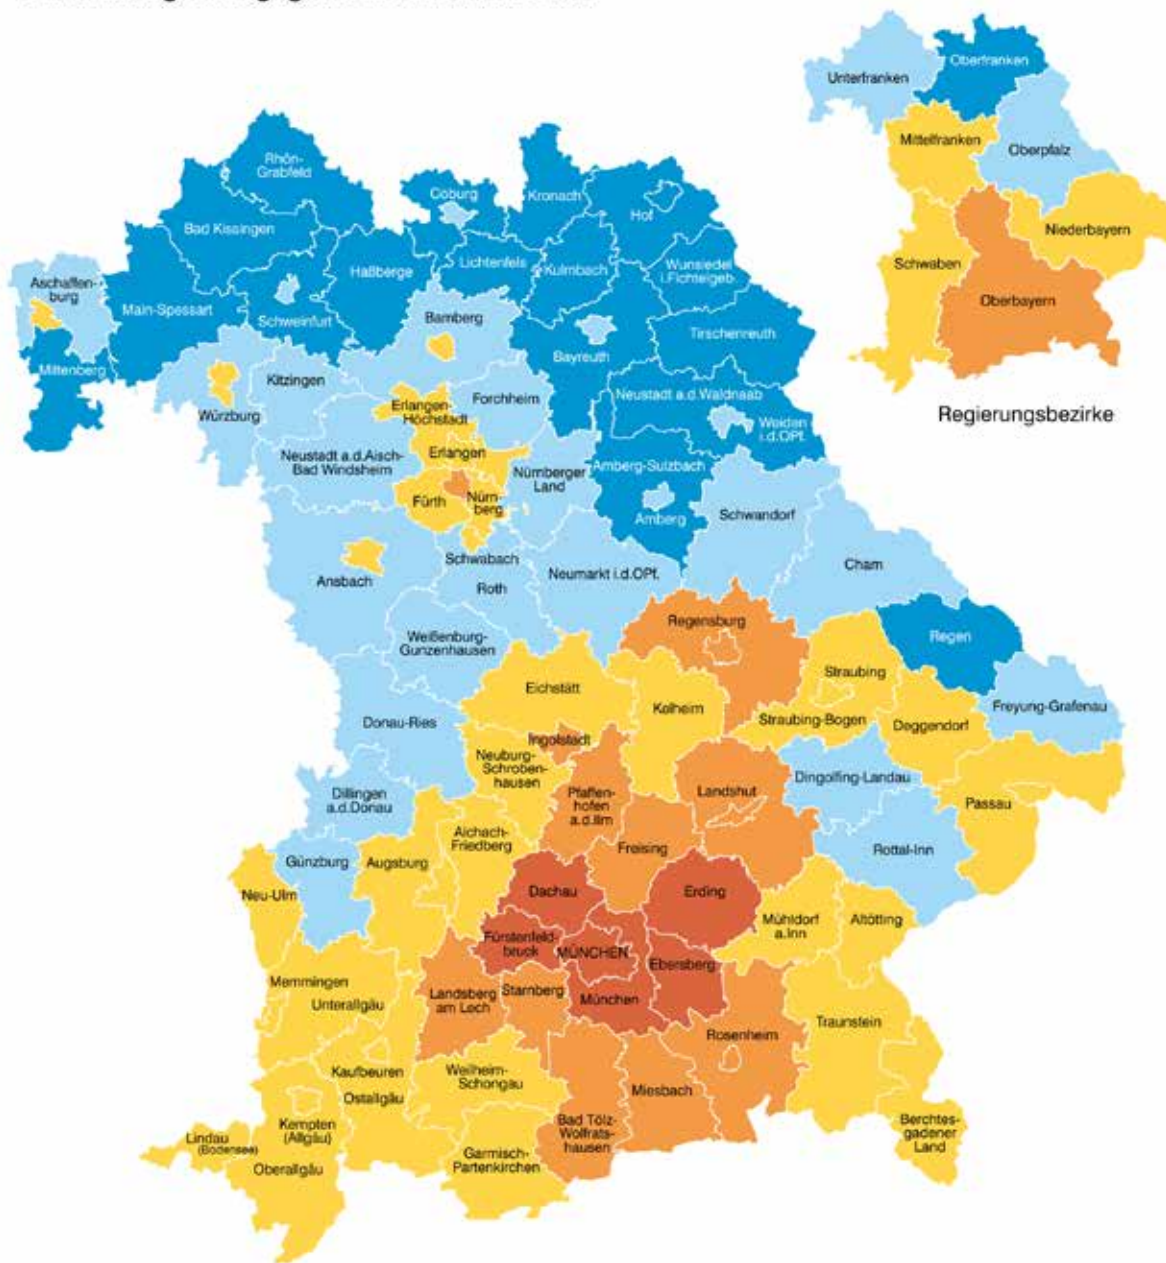 Unterfranken
Oberfranken
Mittelfranken
Oberpfalz
Niederbayern
Schwaben
Oberbayern
Regierungsbezirke
Rhön-
Grabfeld
Coburg
Kronach
Hof
Bad Kissingen
Lichtenfels
Kulmbach
Wunsiedel
i.Fichtelgeb.
Haßberge
Aschaffen-
burg
Main-Spessart
Schweinfurt
Bamberg
Bayreuth
Tirschenreuth
Miltenberg
Kitzingen
Würzburg
Erlangen-
Höchstadt
Forchheim
Neustadt a.d.Waldnaab
Weiden
i.d.OPf.
Neustadt a.d.Aisch-
Bad Windsheim
Erlangen
Nürnberger
Land
Amberg-Sulzbach
Fürth
Nürn-
berg
Amberg
Schwandorf
Schwabach
Ansbach
Roth
Neumarkt i.d.OPf.
Cham
Weißenburg-
Gunzenhausen
Regensburg
Regen
Eichstätt
Kelheim
Straubing
Freyung-Grafenau
Donau-Ries
Straubing-Bogen
Deggendorf
Ingolstadt
Neuburg-
Schroben-
hausen
Dillingen
a.d.Donau
Pfaffen-
hofen
a.d.Ilm
Landshut
Dingolfing-Landau
Passau
Aichach-
Friedberg
Günzburg
Augsburg
Freising
Rottal-Inn
Neu-Ulm
Dachau
Erding
Mühldorf
a.Inn
Altötting
Fürstenfeld-
bruck
MÜNCHEN
Ebersberg
Memmingen
Unterallgäu
Landsberg
am Lech
Starnberg
München
Rosenheim
Traunstein
Kaufbeuren
Weilheim-
Schongau
Miesbach
Ostallgäu
Kempten
(Allgäu)
Bad Tölz-
Wolfrats-
hausen
Berchtes-
gadener
Land
Lindau
(Bodensee)
Oberallgäu
Garmisch-
Partenkirchen